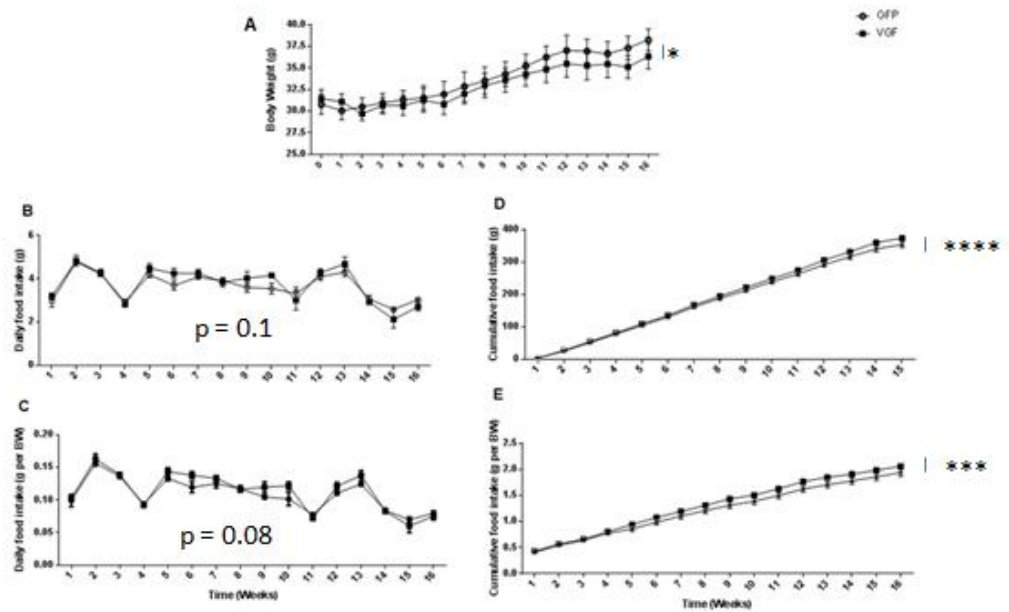 A
Body Weight (g)
40.0
37.5
35.0
32.5
30.0
27.5
25.0
0 1 2 3 4 5 6 7 8 9 10 11 12 13 14 15 16
GFP
VGF
*
B
Daily food intake (g)
6
4
2
0
p = 0.1
1 2 3 4 5 6 7 8 9 10 11 12 13 14 15 16
D
Cumulative food intake (g)
400
300
200
100
0
1 2 3 4 5 6 7 8 9 10 11 12 13 14 15
****
C
Daily food intake (g per BW)
0.20
0.15
0.10
0.05
0.00
p = 0.08
1 2 3 4 5 6 7 8 9 10 11 12 13 14 15 16
Time (Weeks)
E
Cumulative food intake (g per BW)
2.5
2.0
1.5
1.0
0.5
0.0
1 2 3 4 5 6 7 8 9 10 11 12 13 14 15 16
Time (Weeks)
***